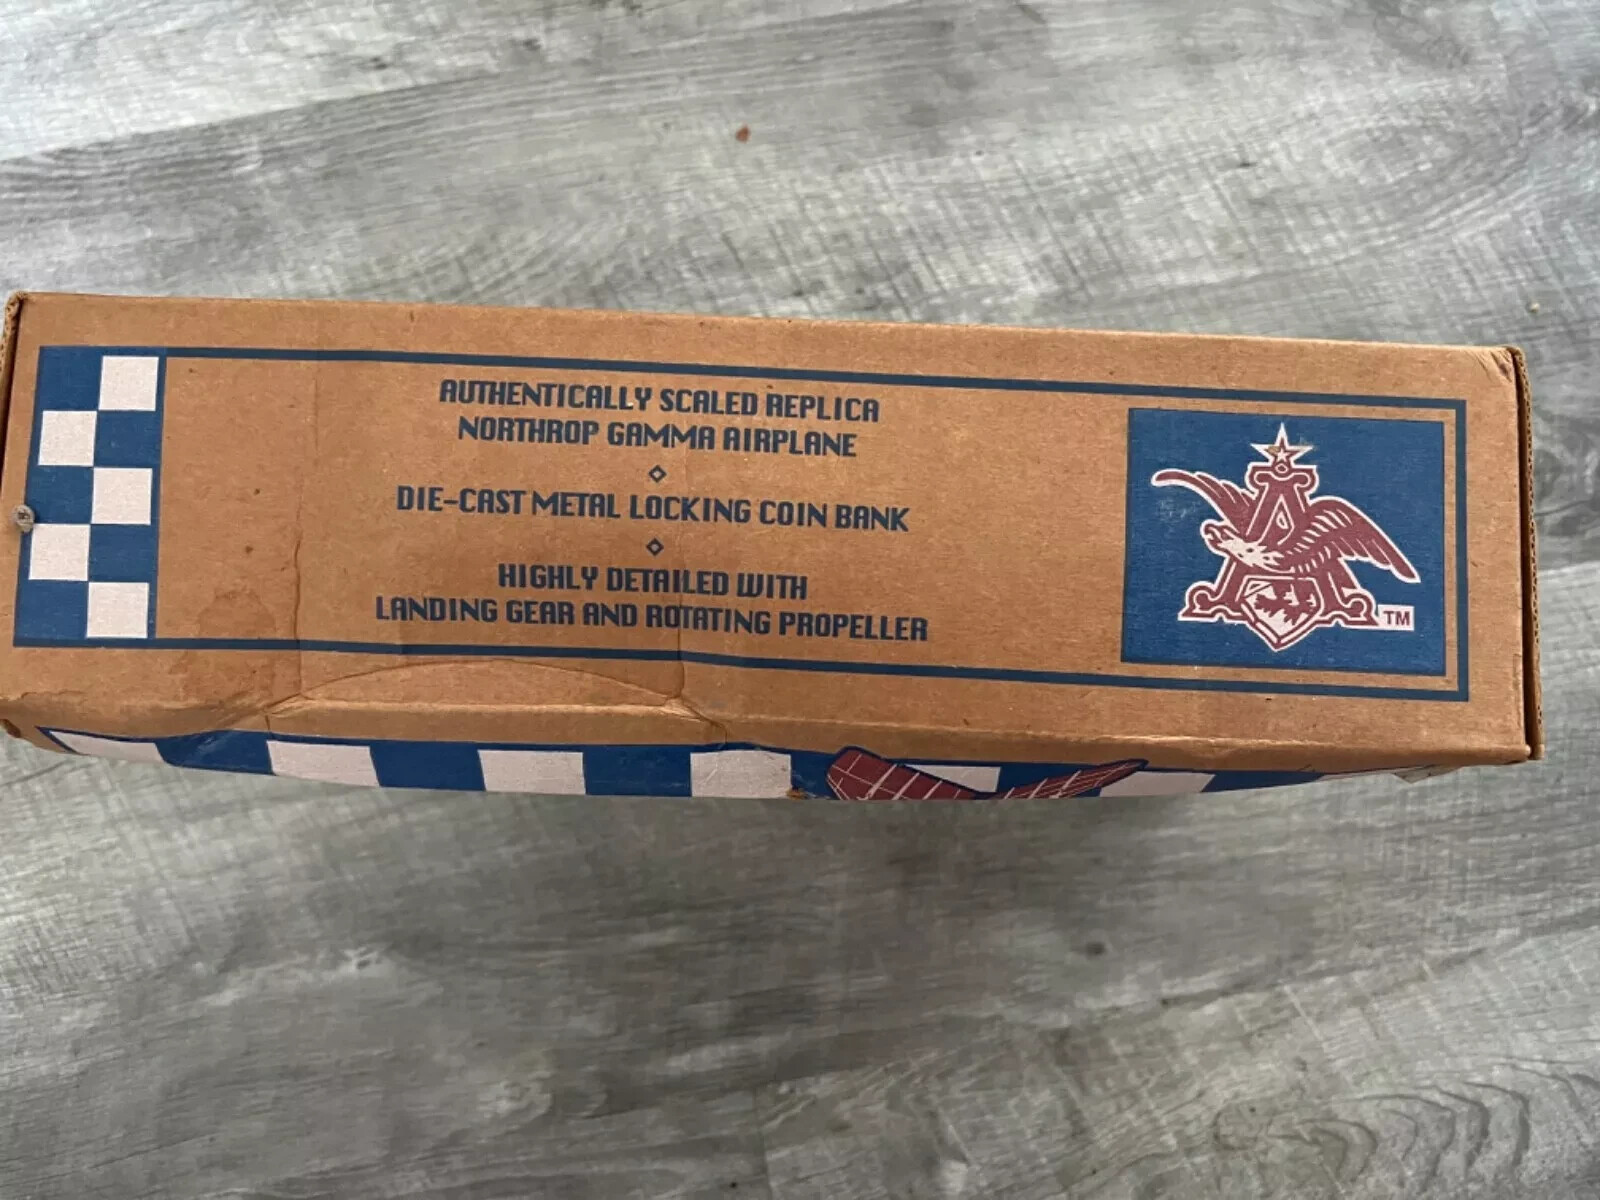 AUTHENTICALLY SCALED REPLICA
NORTHROP GAMMA AIRPLANE
DIE-CAST METAL LOCKING COIN BANK
HIGHLY DETAILED WITH
LANDING GEAR AND ROTATING PROPELLER
A
TM